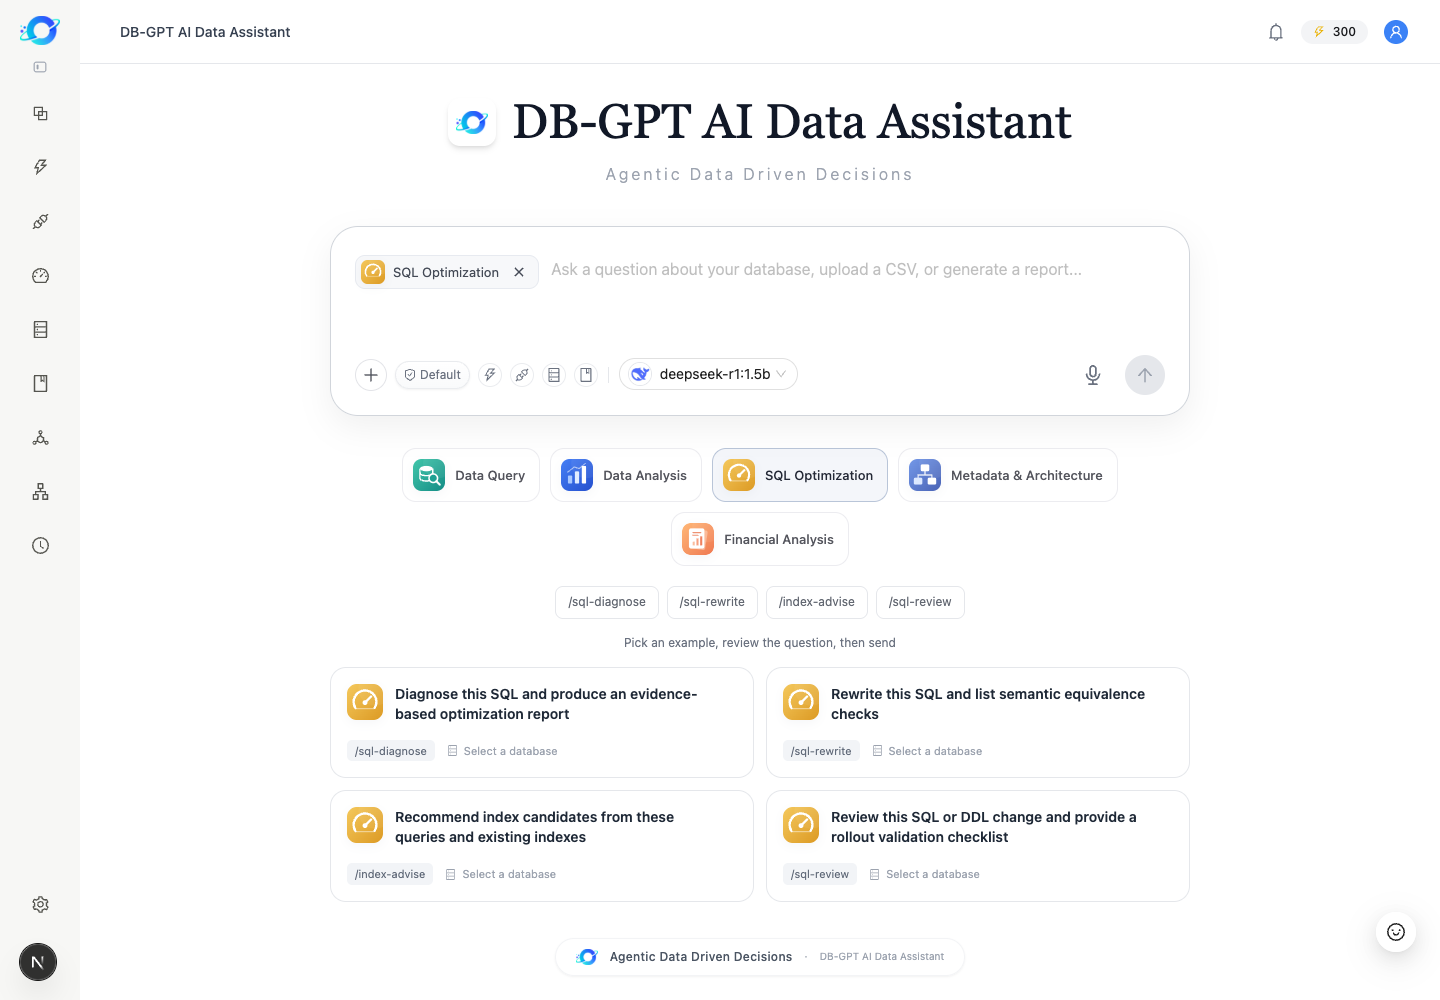 DB-GPT AI Data Assistant
300
DB-GPT AI Data Assistant
Agentic Data Driven Decisions
SQL Optimization
Ask a question about your database, upload a CSV, or generate a report...
Default
deepseek-r1:1.5b
Data Query
Data Analysis
SQL Optimization
Metadata & Architecture
Financial Analysis
/sql-diagnose
/sql-rewrite
/index-advise
/sql-review
Pick an example, review the question, then send
Diagnose this SQL and produce an evidence-
based optimization report
/sql-diagnose
Select a database
Rewrite this SQL and list semantic equivalence
checks
/sql-rewrite
Select a database
Recommend index candidates from these
queries and existing indexes
/index-advise
Select a database
Review this SQL or DDL change and provide a
rollout validation checklist
/sql-review
Select a database
N
Agentic Data Driven Decisions · DB-GPT AI Data Assistant